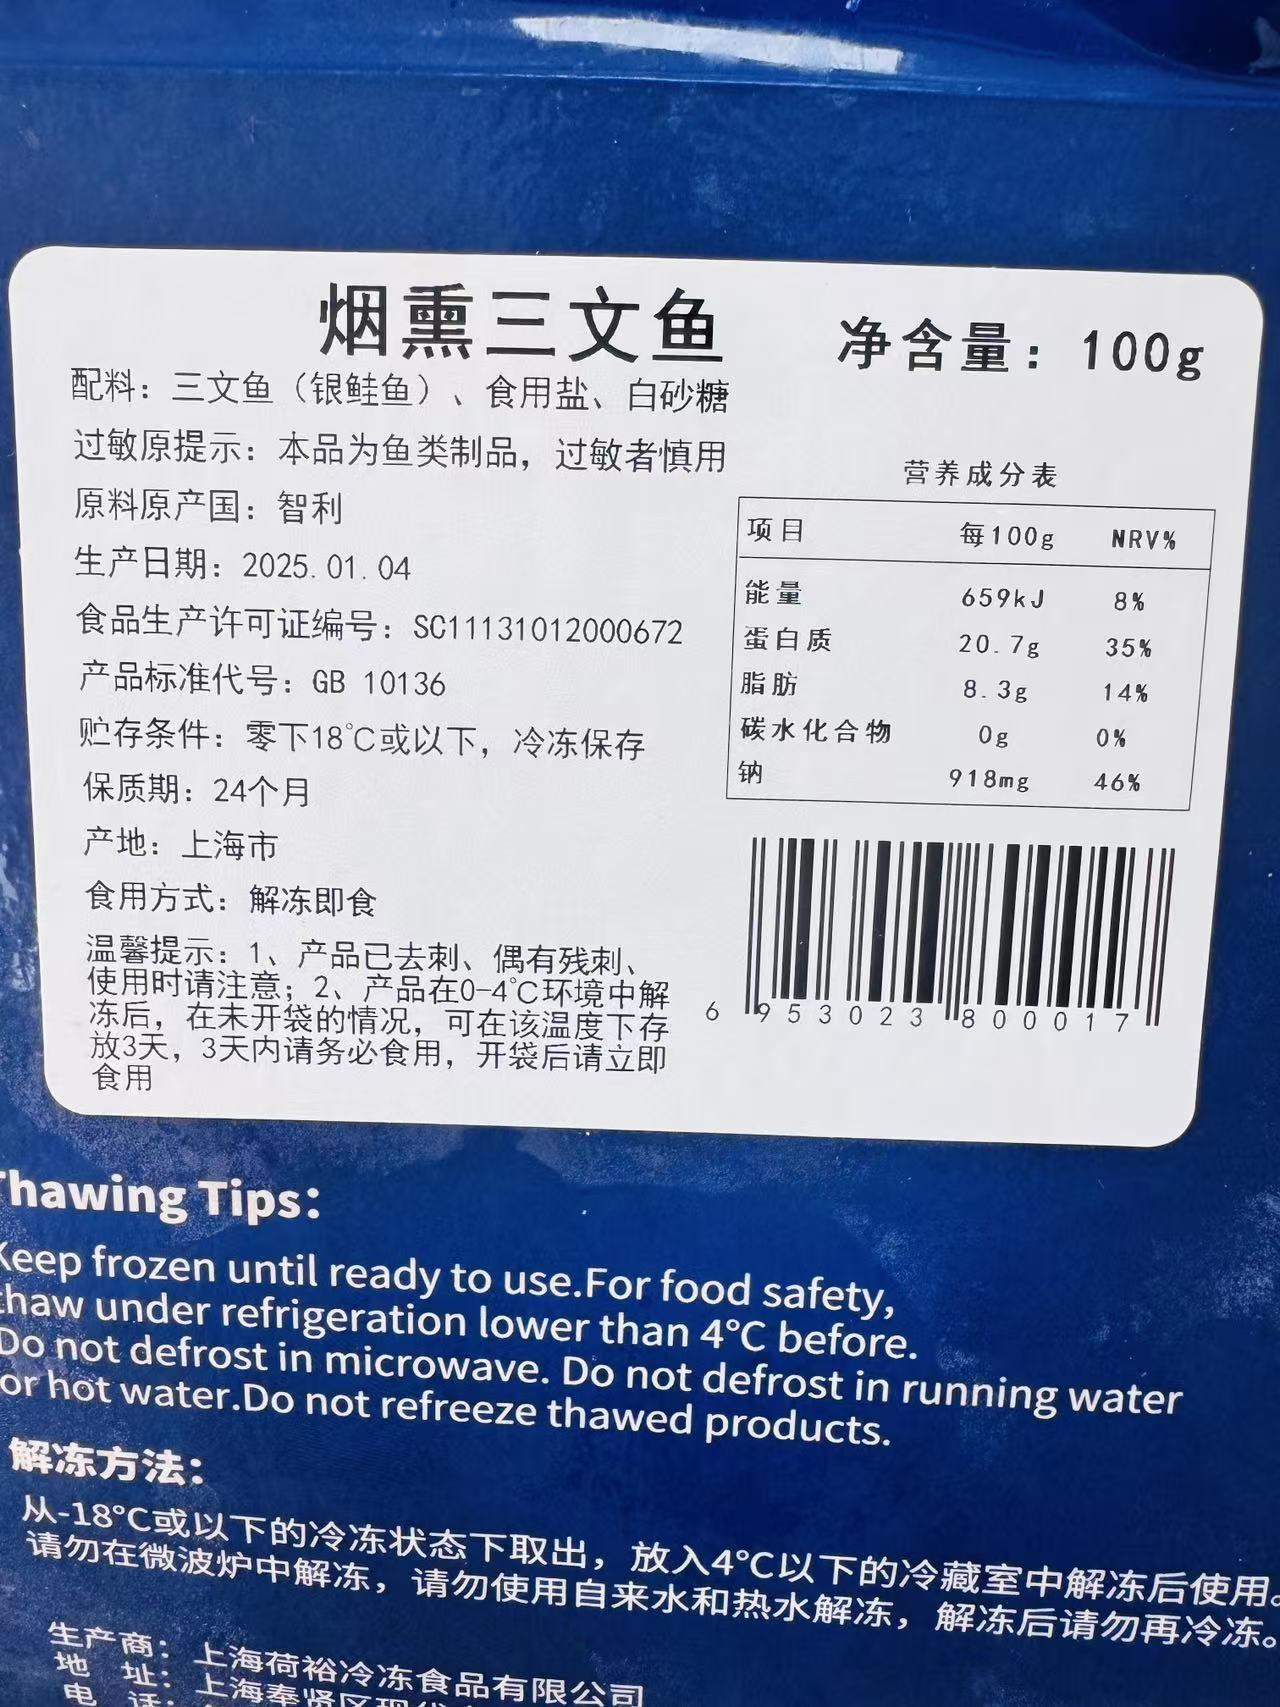 烟熏三文鱼
净含量：100g
配料：三文鱼（银鲑鱼）、食用盐、白砂糖
过敏原提示：本品为鱼类制品，过敏者慎用
原料原产国：智利
生产日期：2025.01.04
食品生产许可证编号：SC11131012000672
产品标准代号：GB 10136
贮存条件：零下18℃或以下，冷冻保存
保质期：24个月
产地：上海市
食用方式：解冻即食
温馨提示：1、产品已去刺、偶有残刺、
使用时请注意；2、产品在0-4℃环境中解
冻后，在未开袋的情况，可在该温度下存
放3天，3天内请务必食用，开袋后请立即
食用
营养成分表
项目 每100g NRV%
能量 659kJ 8%
蛋白质 20.7g 35%
脂肪 8.3g 14%
碳水化合物 0g 0%
钠 918mg 46%
6 953023 800017
Thawing Tips:
Keep frozen until ready to use.For food safety,
thaw under refrigeration lower than 4°C before.
Do not defrost in microwave. Do not defrost in running water
or hot water.Do not refreeze thawed products.
解冻方法：
从-18°C或以下的冷冻状态下取出，放入4°C以下的冷藏室中解冻后使用。
请勿在微波炉中解冻，请勿使用自来水和热水解冻，解冻后请勿再冷冻。
生产商：上海荷裕冷冻食品有限公司
地 址：上海奉贤区现代
电 话：